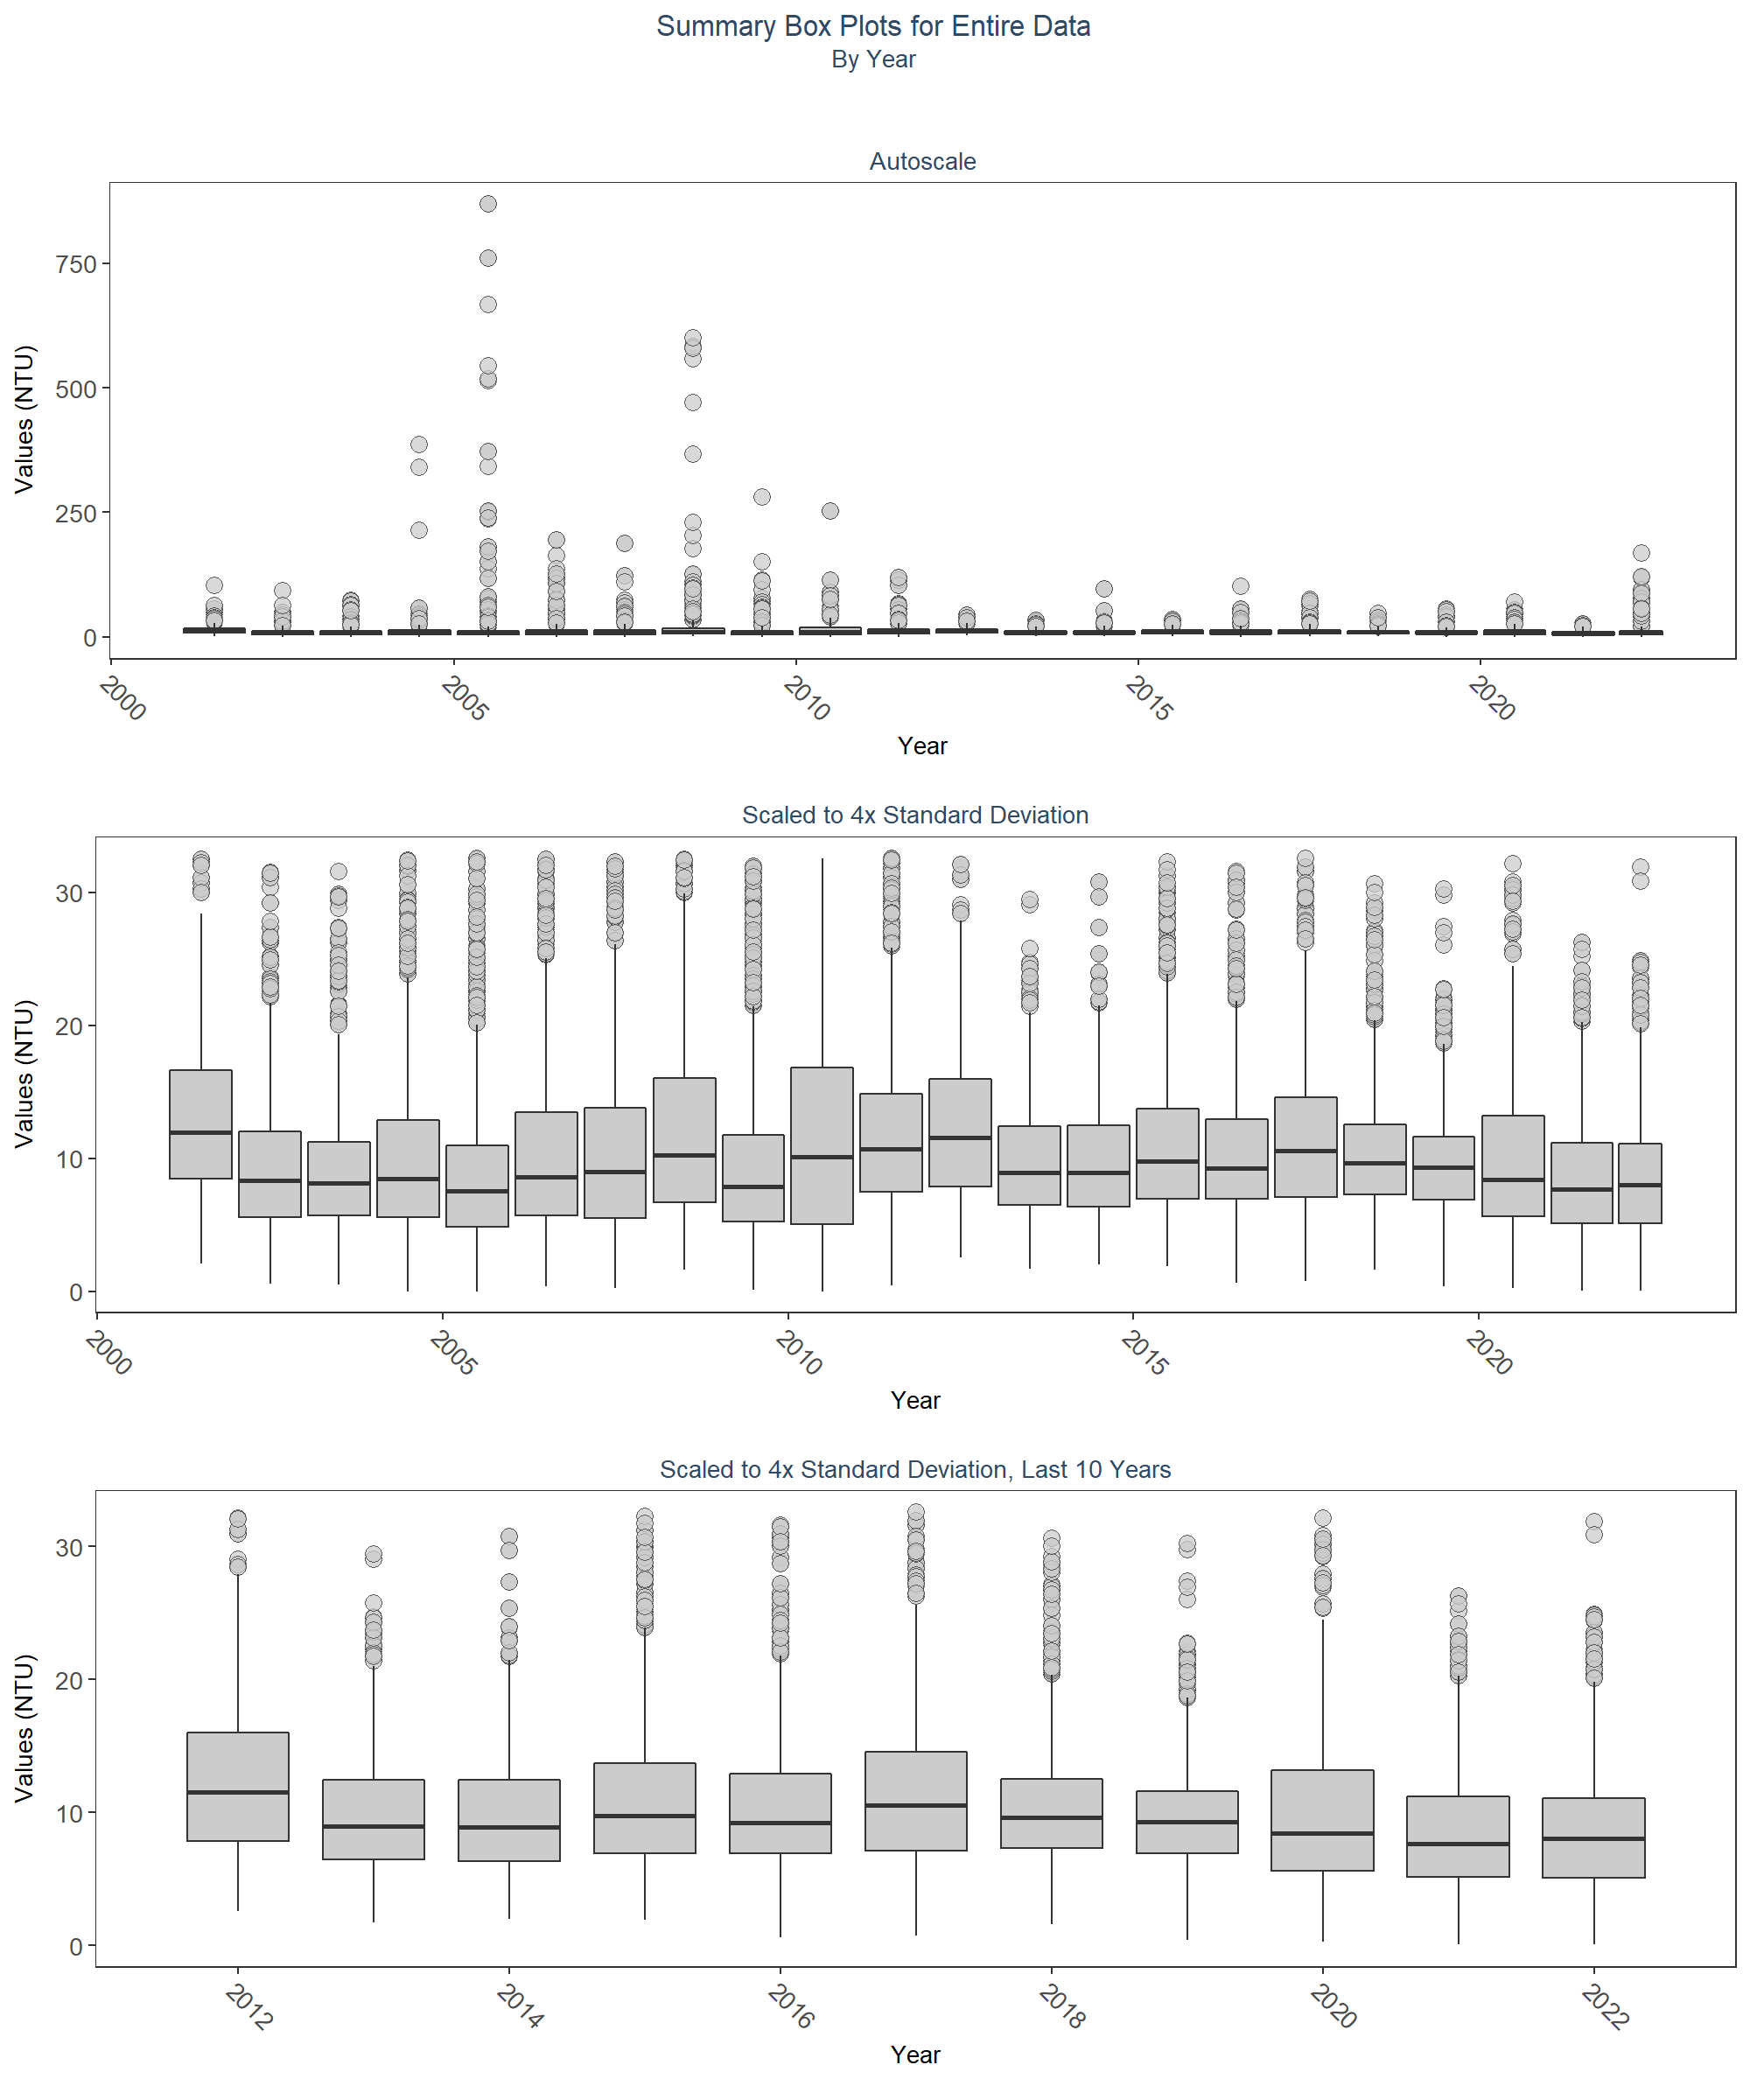 Summary Box Plots for Entire Data
By Year
Autoscale
Values (NTU)
750
500
250
0
2000
2005
2010
2015
2020
Year
Scaled to 4x Standard Deviation
Values (NTU)
30
20
10
0
2000
2005
2010
2015
2020
Year
Scaled to 4x Standard Deviation, Last 10 Years
Values (NTU)
30
20
10
0
2012
2014
2016
2018
2020
2022
Year